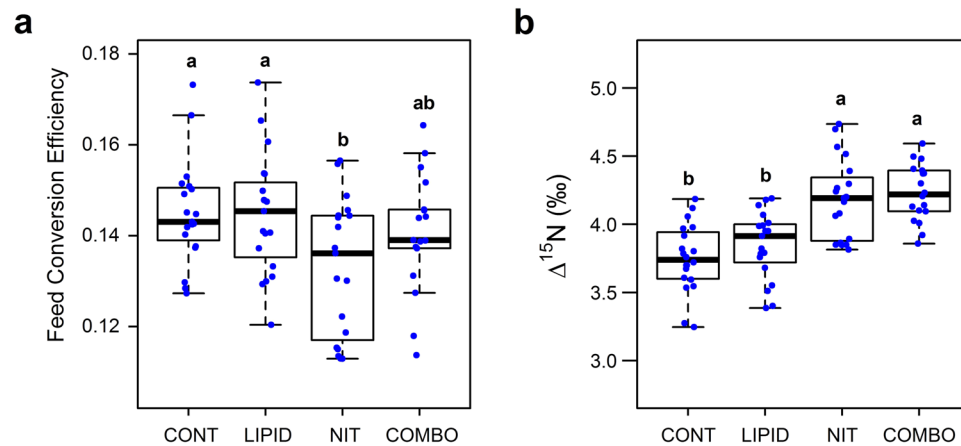 a
b
Feed Conversion Efficiency
0.18
0.16
0.14
0.12
a
a
b
ab
CONT
LIPID
NIT
COMBO
Δ15N (‰)
5.0
4.5
4.0
3.5
3.0
b
b
a
a
CONT
LIPID
NIT
COMBO